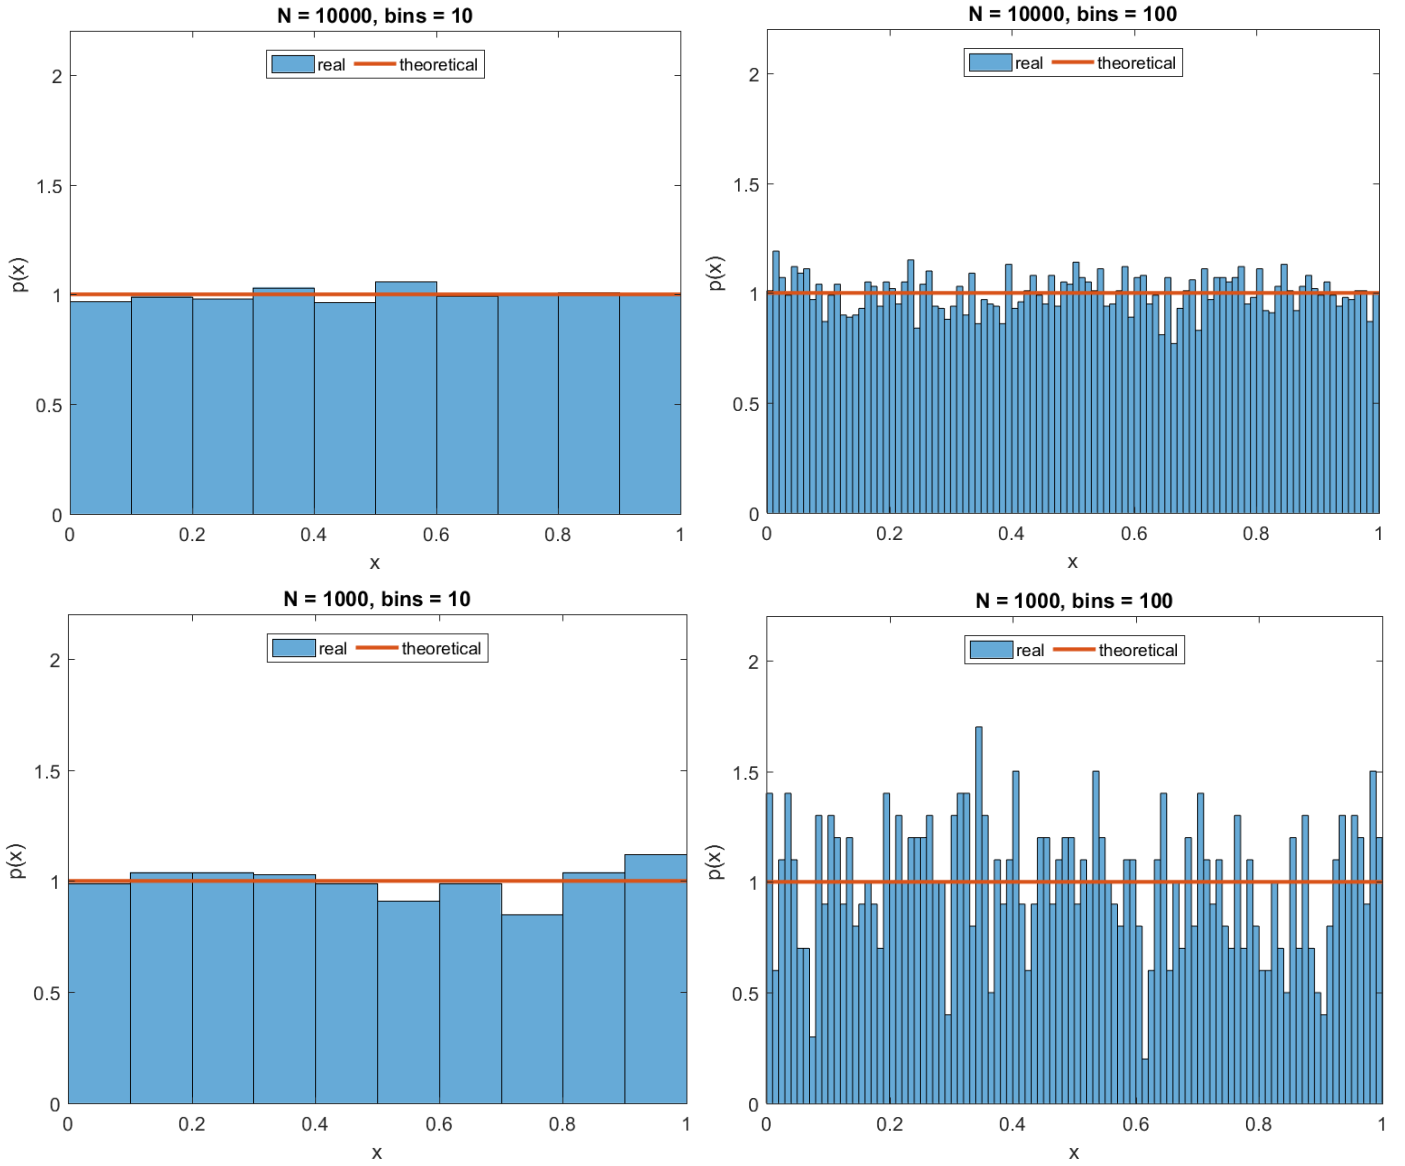 N = 10000, bins = 10
real theoretical
p(x)
2
1.5
1
0.5
0
0 0.2 0.4 0.6 0.8 1
x
N = 10000, bins = 100
real theoretical
p(x)
2
1.5
1
0.5
0
0 0.2 0.4 0.6 0.8 1
x
N = 1000, bins = 10
real theoretical
p(x)
2
1.5
1
0.5
0
0 0.2 0.4 0.6 0.8 1
x
N = 1000, bins = 100
real theoretical
p(x)
2
1.5
1
0.5
0
0 0.2 0.4 0.6 0.8 1
x